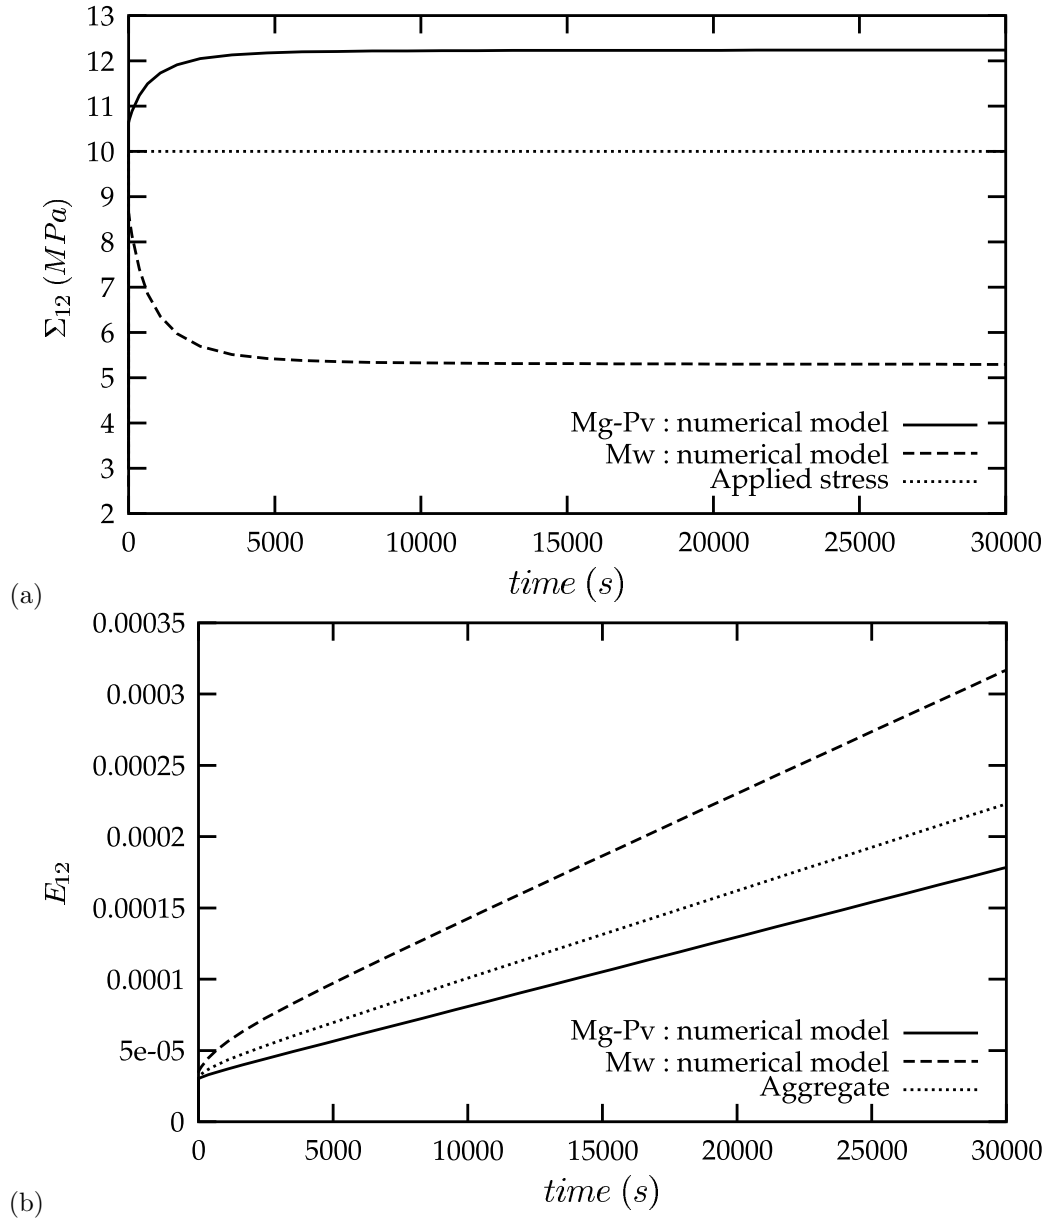 13
12
11
10
9
8
7
6
5
4
3
2
Σ12 (MPa)
Mg-Pv : numerical model
Mw : numerical model
Applied stress
0 5000 10000 15000 20000 25000 30000
time (s)
(a)
0.00035
0.0003
0.00025
0.0002
0.00015
0.0001
5e-05
0
E12
Mg-Pv : numerical model
Mw : numerical model
Aggregate
0 5000 10000 15000 20000 25000 30000
time (s)
(b)